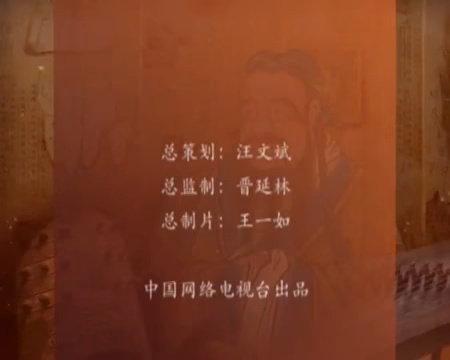 总策划：汪文斌
总监制：晋延林
总制片：王一如
中国网络电视台出品